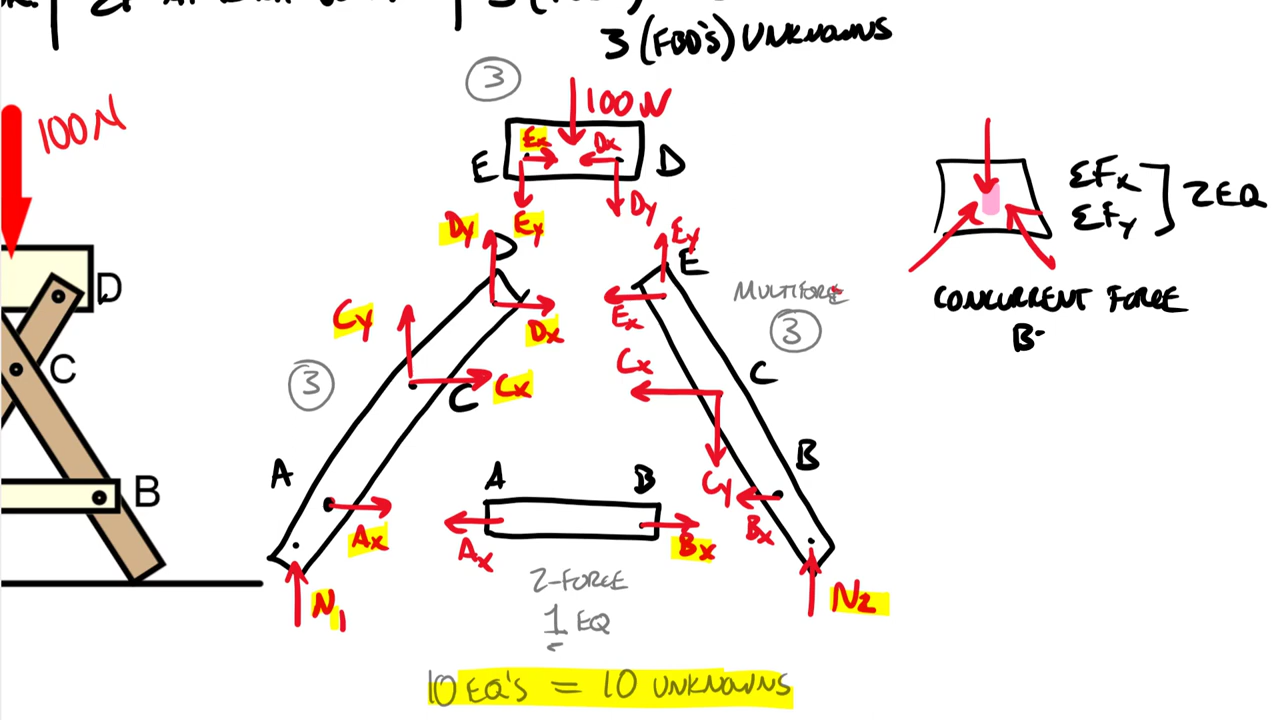 3 (FBD'S) UNKNOWNS
3
100N
100N
Ex
Dx
E
D
Dy
Ey
ΣFx
ΣFy
2 EQ
Dy
D
Ey
E
D
MULTIFORCE
3
CONCURRENT FORCE
B
Cy
Dx
Ex
C
3
Cx
C
Cx
C
A
A
B
B
Cy
B
Ax
Ax
Bx
Bx
2-FORCE
1 EQ
N1
N2
10 EQ'S = 10 UNKNOWNS